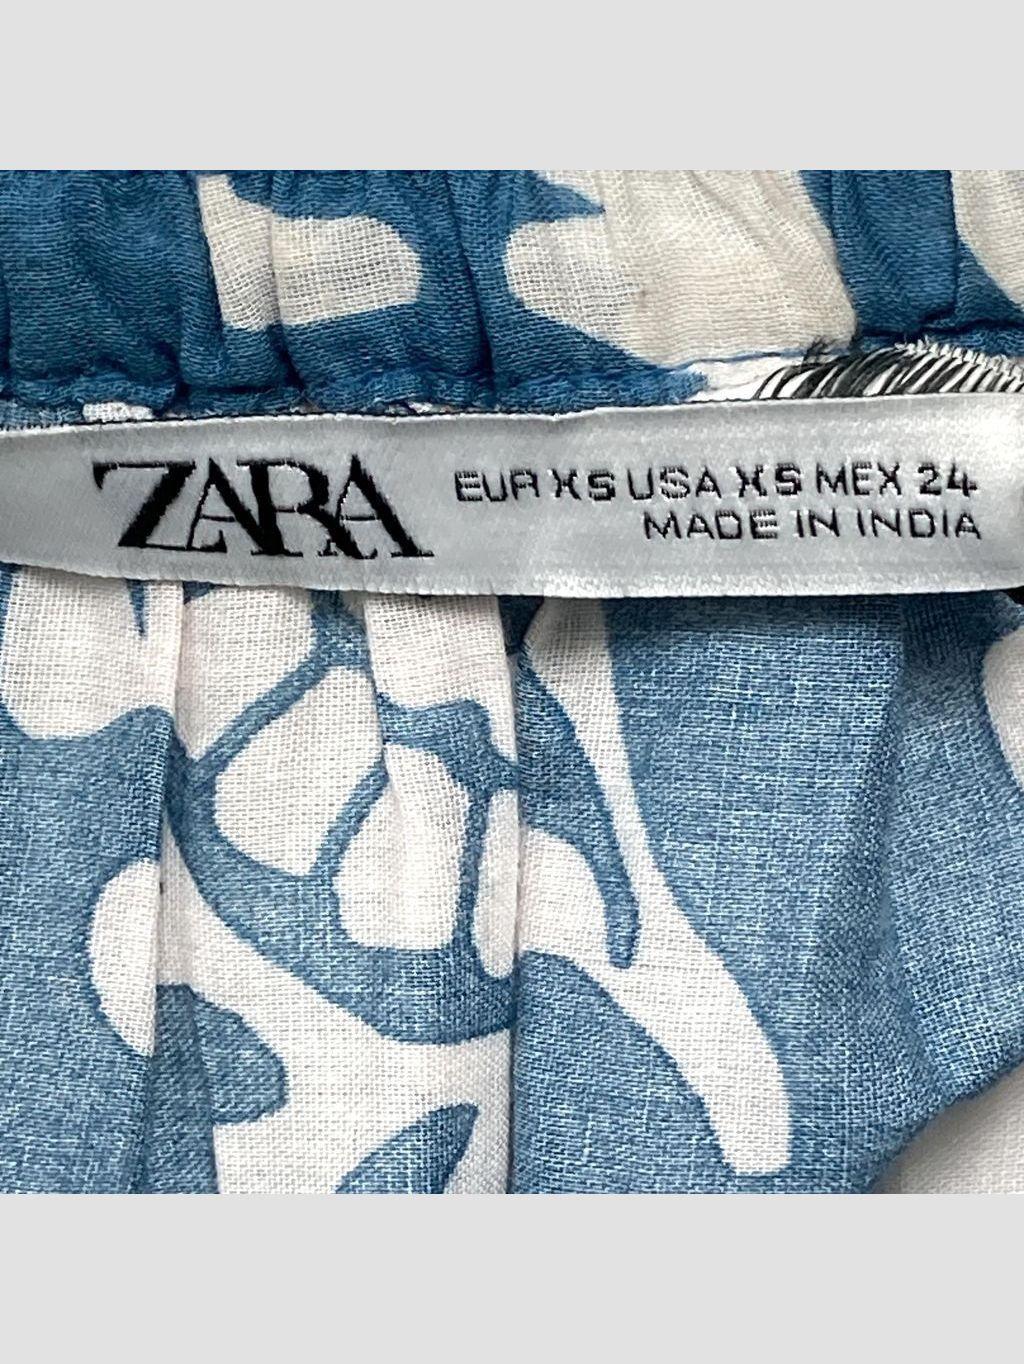 ZARA
EUR XS USA XS MEX 24
MADE IN INDIA